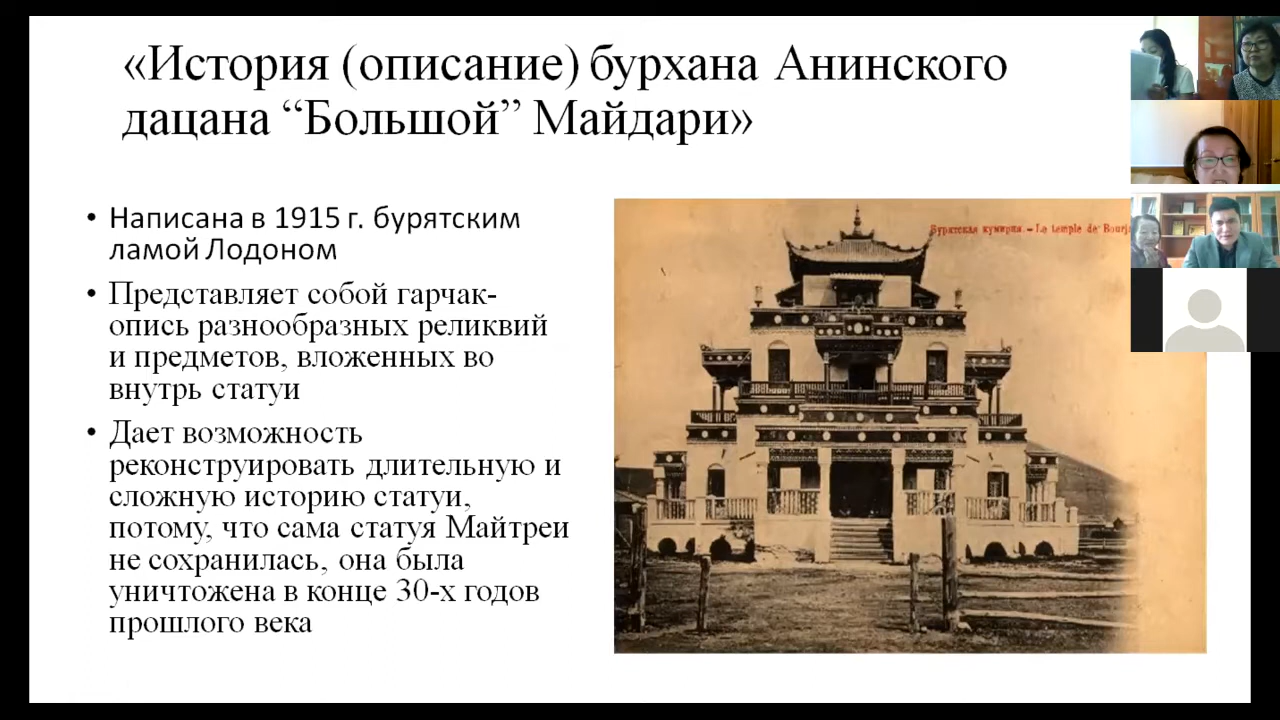 «История (описание) бурхана Анинского
дацана “Большой” Майдари»
• Написана в 1915 г. бурятским
ламой Лодоном
• Представляет собой гарчак-
опись разнообразных реликвий
и предметов, вложенных во
внутрь статуи
• Дает возможность
реконструировать длительную и
сложную историю статуи,
потому, что сама статуя Майтреи
не сохранилась, она была
уничтожена в конце 30-х годов
прошлого века
Бурятская кумирня. – Le temple de